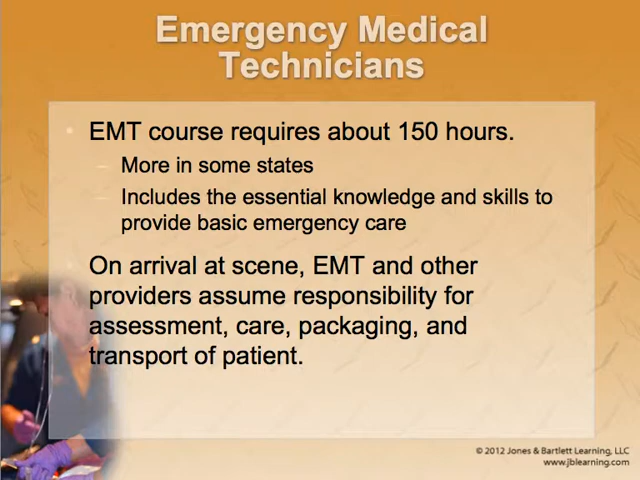 Emergency Medical
Technicians
• EMT course requires about 150 hours.
– More in some states
– Includes the essential knowledge and skills to
provide basic emergency care
On arrival at scene, EMT and other
providers assume responsibility for
assessment, care, packaging, and
transport of patient.
© 2012 Jones & Bartlett Learning, LLC
www.jblearning.com